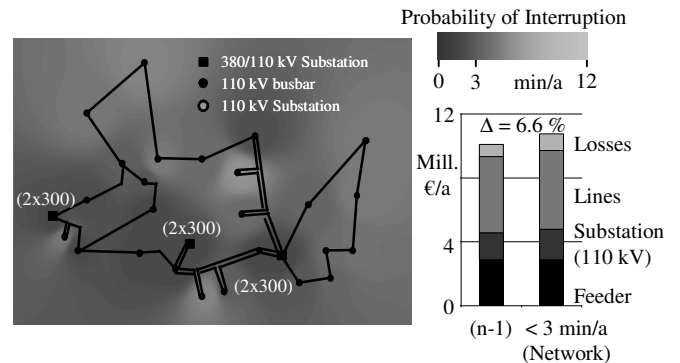 Probability of Interruption
0 3 min/a 12
380/110 kV Substation
110 kV busbar
110 kV Substation
(2x300)
(2x300)
(2x300)
12
Δ = 6.6 %
Mill.
€/a
4
0
Losses
Lines
Substation
(110 kV)
Feeder
(n-1) < 3 min/a
(Network)